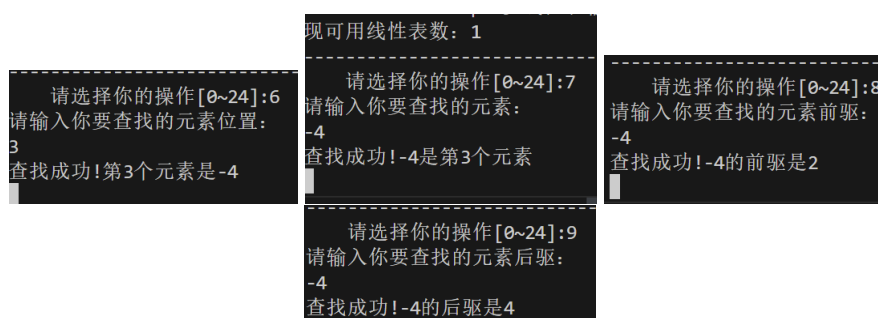 请选择你的操作[0~24]:6
请输入你要查找的元素位置：
3
查找成功!第3个元素是-4
现可用线性表数：1
请选择你的操作[0~24]:7
请输入你要查找的元素：
-4
查找成功!-4是第3个元素
请选择你的操作[0~24]:8
请输入你要查找的元素前驱：
-4
查找成功!-4的前驱是2
请选择你的操作[0~24]:9
请输入你要查找的元素后驱：
-4
查找成功!-4的后驱是4